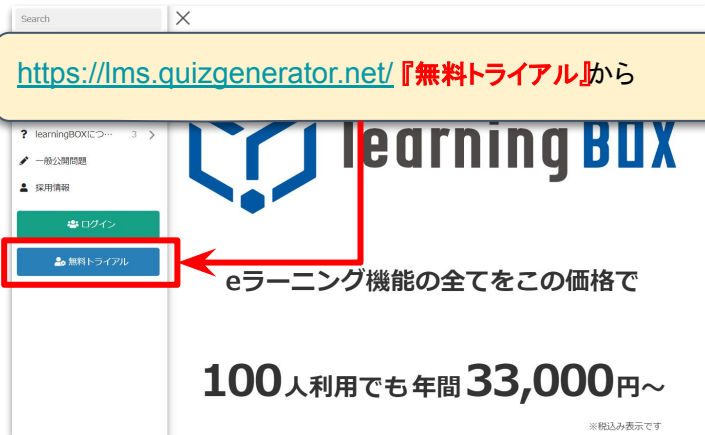 Search
https://lms.quizgenerator.net/ 『無料トライアル』から
learningBOXにつ… 3
一般公開問題
採用情報
ログイン
無料トライアル
learning BOX
eラーニング機能の全てをこの価格で
100人利用でも年間33,000円～
※税込み表示です